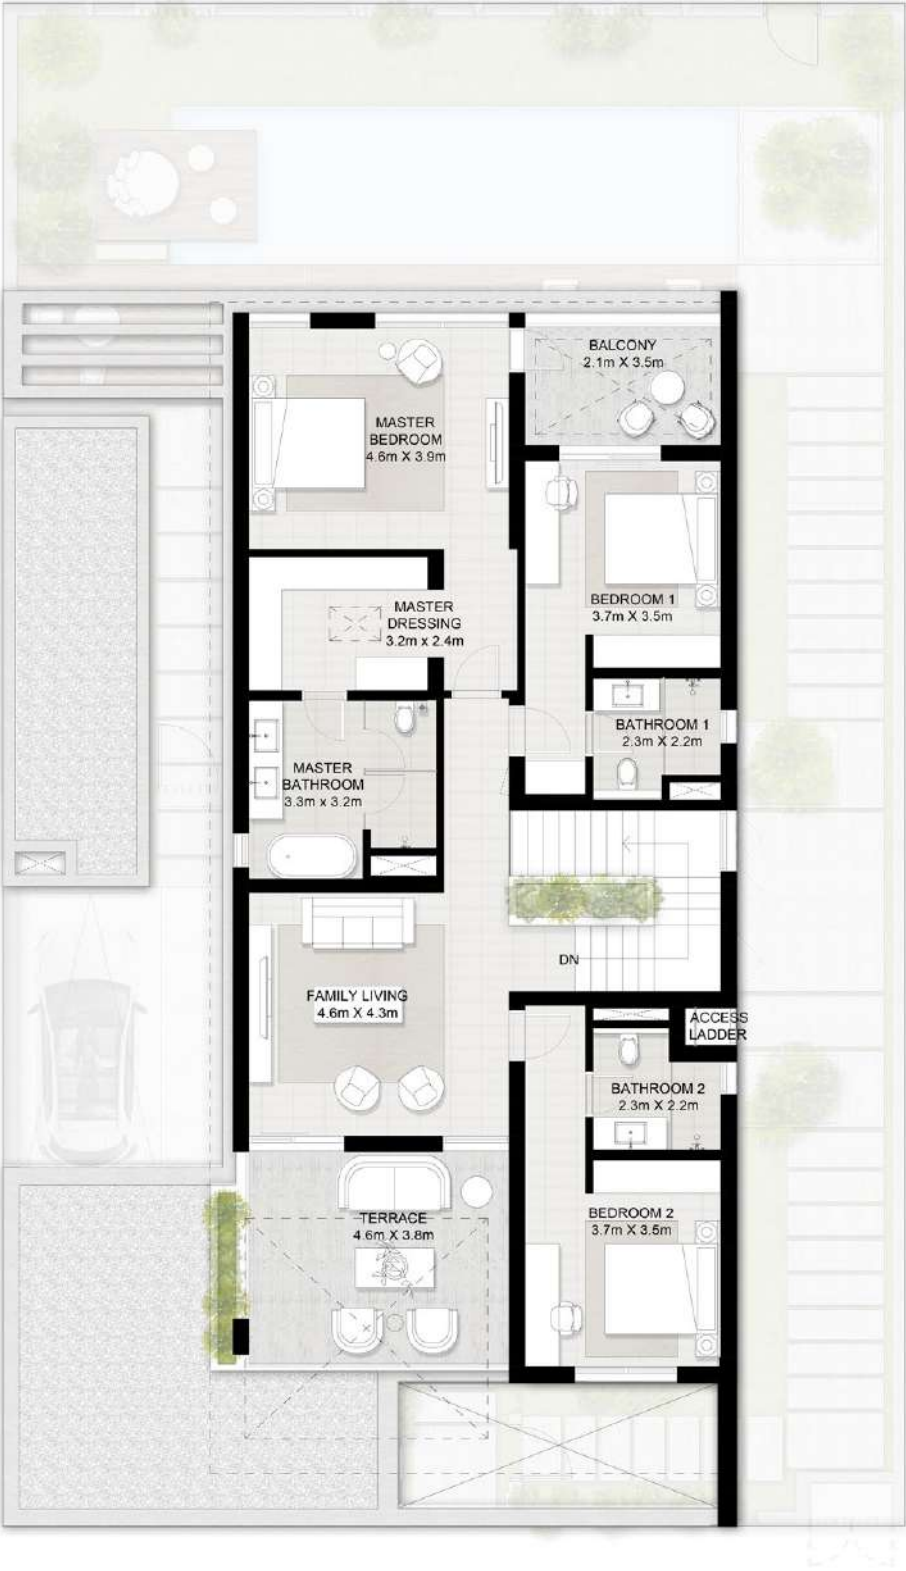 BALCONY
2.1m X 3.5m
MASTER
BEDROOM
4.6m X 3.9m
BEDROOM 1
3.7m X 3.5m
MASTER
DRESSING
3.2m x 2.4m
BATHROOM 1
2.3m X 2.2m
MASTER
BATHROOM
3.3m x 3.2m
DN
FAMILY LIVING
4.6m X 4.3m
ACCESS
LADDER
BATHROOM 2
2.3m X 2.2m
BEDROOM 2
3.7m X 3.5m
TERRACE
4.6m X 3.8m